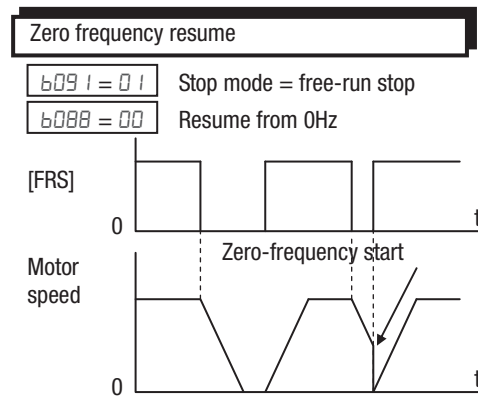 Zero frequency resume
b091 = 01 Stop mode = free-run stop
b088 = 00 Resume from 0Hz
[FRS]
0 t
Zero-frequency start
Motor
speed
0 t